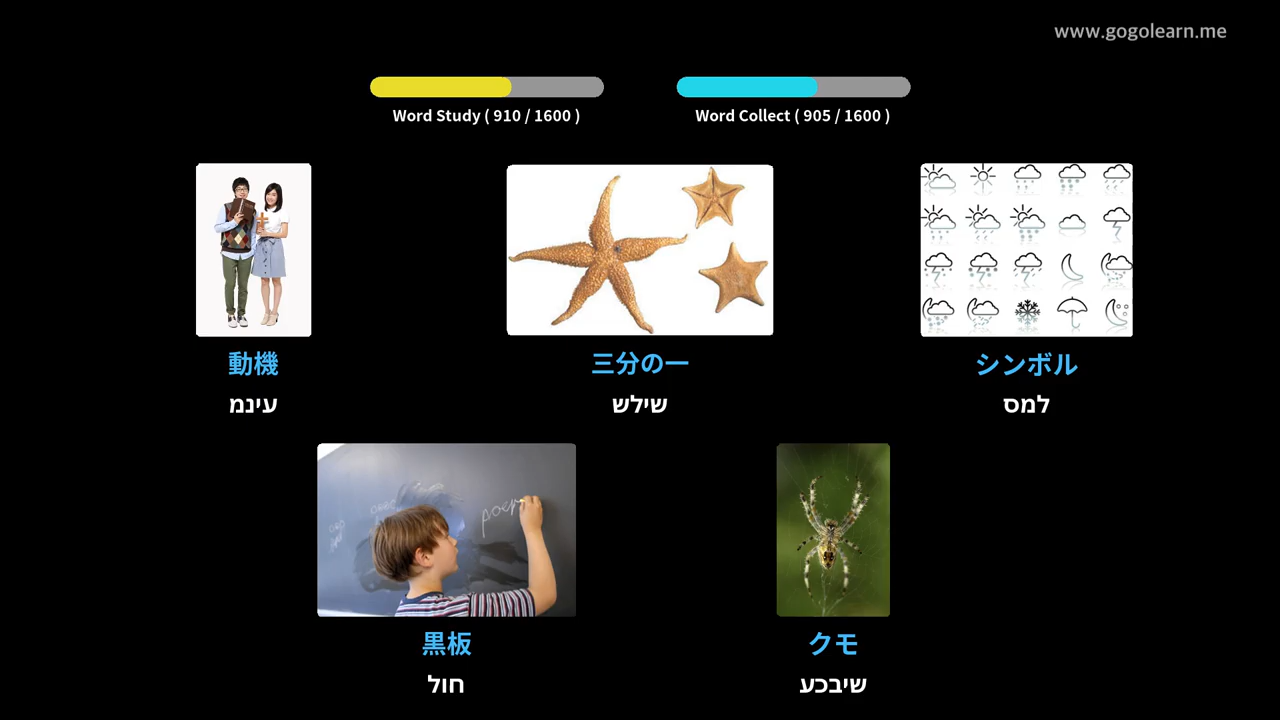 www.gogolearn.me
Word Study ( 910 / 1600 )
Word Collect ( 905 / 1600 )
動機
עינמ
三分の一
שילש
シンボル
למס
黒板
חול
クモ
שיבכע